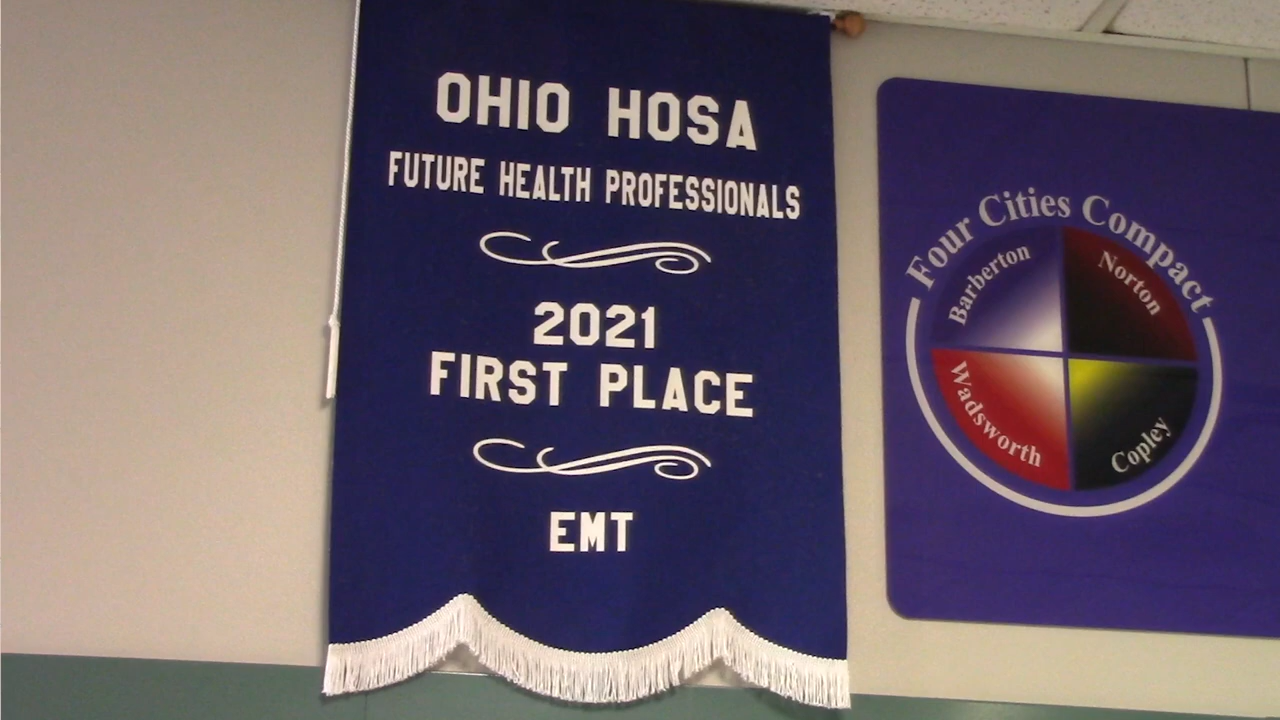 OHIO HOSA
FUTURE HEALTH PROFESSIONALS
2021
FIRST PLACE
EMT
Four Cities Compact
Barberton
Norton
Wadsworth
Copley